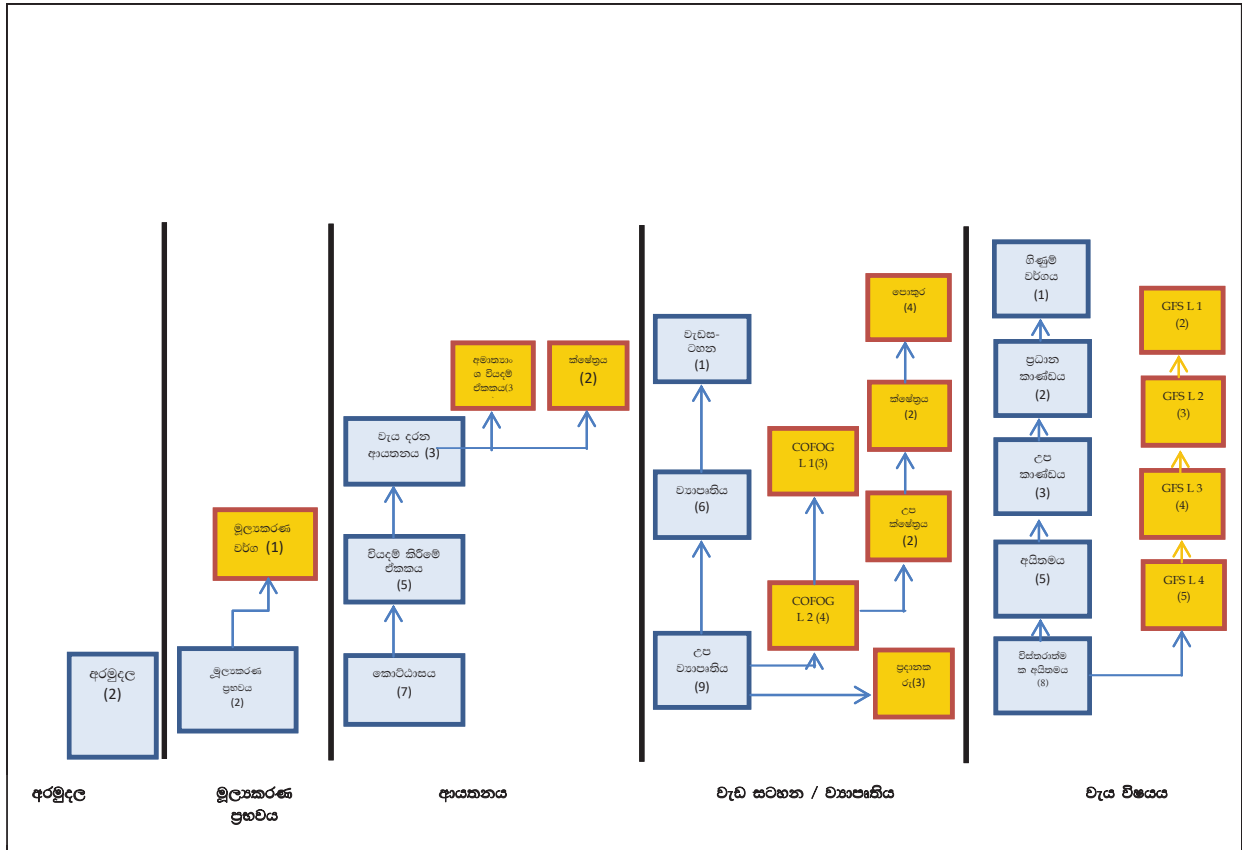 අරමුදල
(2)
මූල්‍යකරණ
වර්ග (1)
මූල්‍යකරණ
ප්‍රභවය
(2)
අමාත්‍යාං
ශ වියදම්
ඒකකය(3
ක්ෂේත්‍රය
(2)
වැය දරන
ආයතනය (3)
වියදම් කිරීමේ
ඒකකය
(5)
කොට්ඨාසය
(7)
වැඩස-
ටහන
(1)
ව්‍යාපෘතිය
(6)
උප
ව්‍යාපෘතිය
(9)
COFOG
L 1(3)
COFOG
L 2 (4)
පොකුර
(4)
ක්ෂේත්‍රය
(2)
උප
ක්ෂේත්‍රය
(2)
ප්‍රදානක
රු(3)
ගිණුම්
වර්ගය
(1)
ප්‍රධාන
කාණ්ඩය
(2)
උප
කාණ්ඩය
(3)
අයිතමය
(5)
විස්තරාත්ම
ක අයිතමය
(8)
GFS L 1
(2)
GFS L 2
(3)
GFS L 3
(4)
GFS L 4
(5)
අරමුදල
මූල්‍යකරණ
ප්‍රභවය
ආයතනය
වැඩ සටහන / ව්‍යාපෘතිය
වැය විෂයය